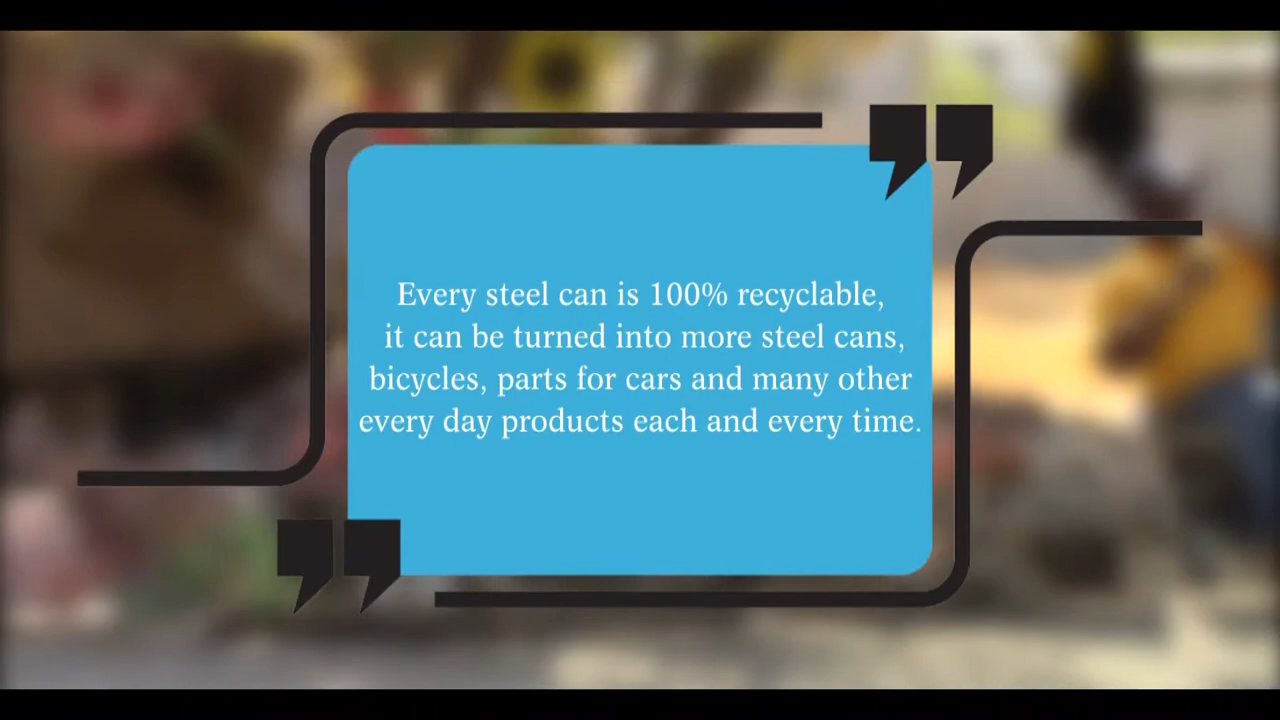 Every steel can is 100% recyclable,
it can be turned into more steel cans,
bicycles, parts for cars and many other
every day products each and every time.